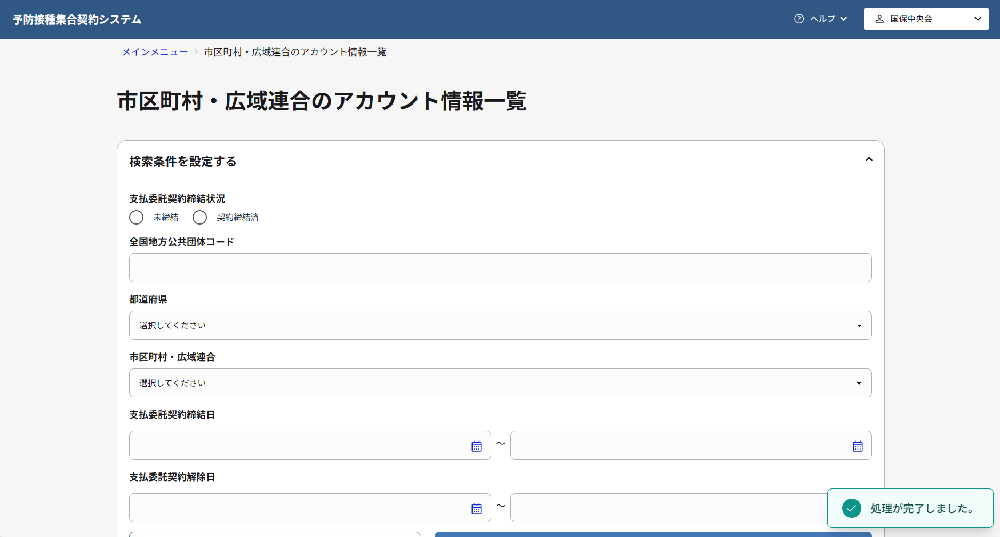 予防接種集合契約システム
ヘルプ
国保中央会
メインメニュー > 市区町村・広域連合のアカウント情報一覧
市区町村・広域連合のアカウント情報一覧
検索条件を設定する
支払委託契約締結状況
未締結
契約締結済
全国地方公共団体コード
都道府県
選択してください
市区町村・広域連合
選択してください
支払委託契約締結日
～
支払委託契約解除日
～
処理が完了しました。